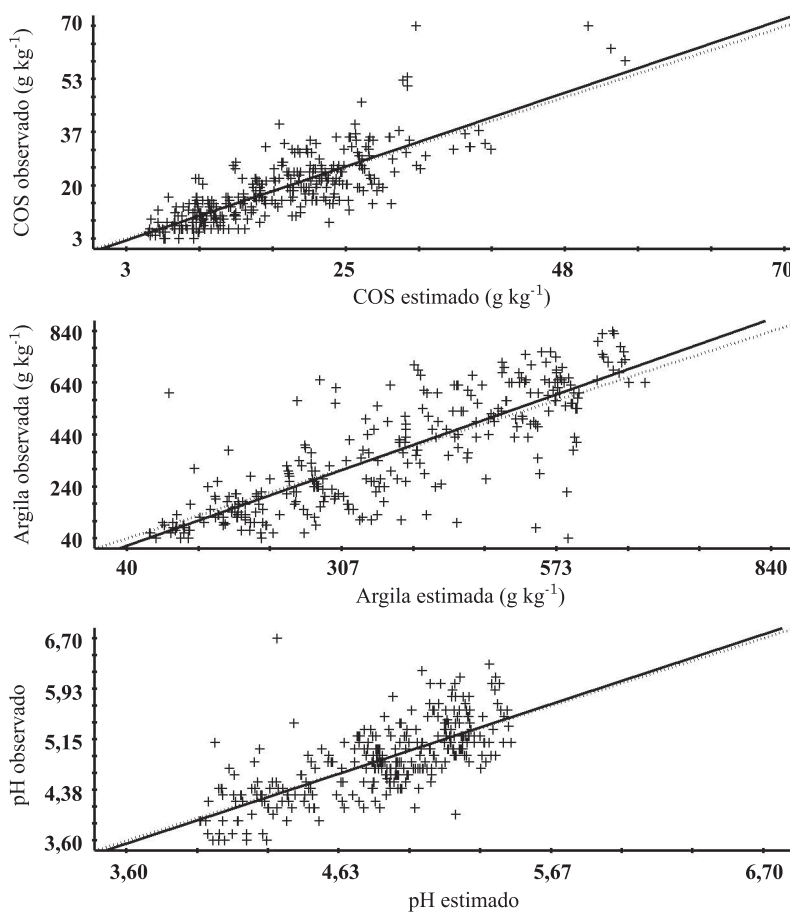 70
53
37
20
3
COS observado (g kg-1)
3 25 48 70
COS estimado (g kg-1)
840
640
440
240
40
Argila observada (g kg-1)
40 307 573 840
Argila estimada (g kg-1)
6,70
5,93
5,15
4,38
3,60
pH observado
3,60 4,63 5,67 6,70
pH estimado